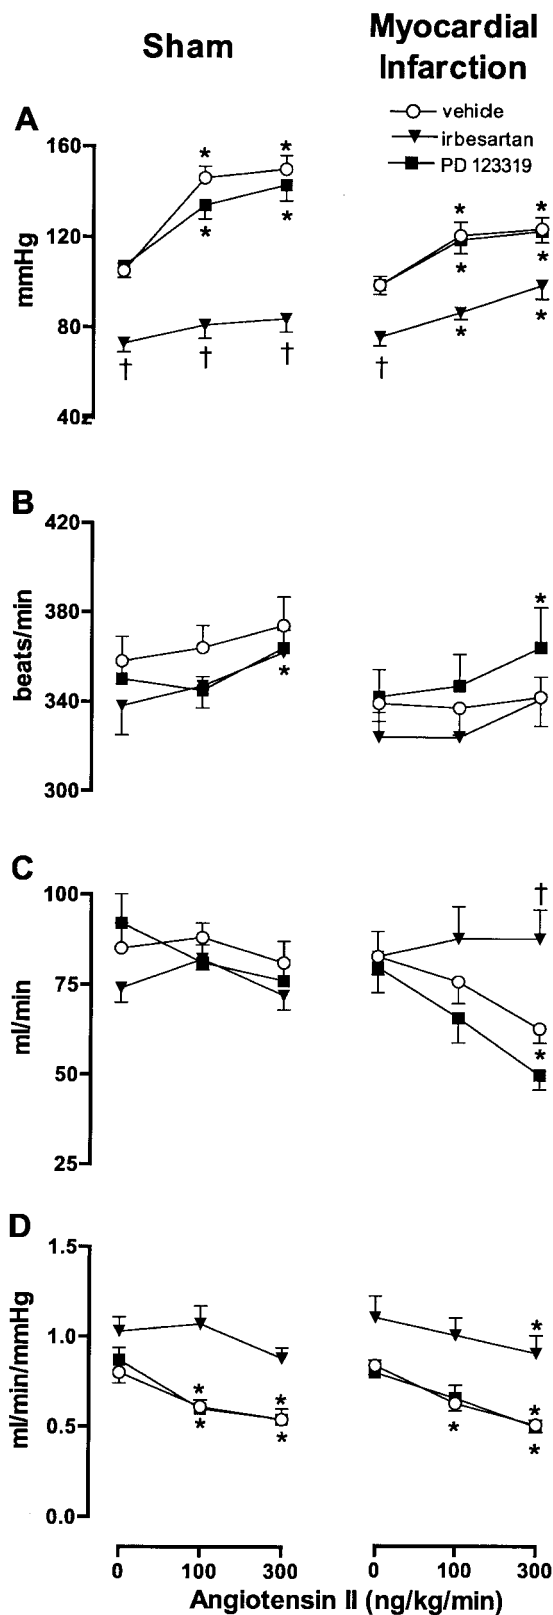 Sham
Myocardial
Infarction
vehicle
irbesartan
PD 123319
A
160
120
80
40
mmHg
* *
* *
† † †
* *
* *
† * *
B
420
380
340
300
beats/min
*
*
C
100
75
50
25
ml/min
†
*
D
1.5
1.0
0.5
0.0
ml/min/mmHg
* *
* *
*
*
* *
0 100 300
0 100 300
Angiotensin II (ng/kg/min)